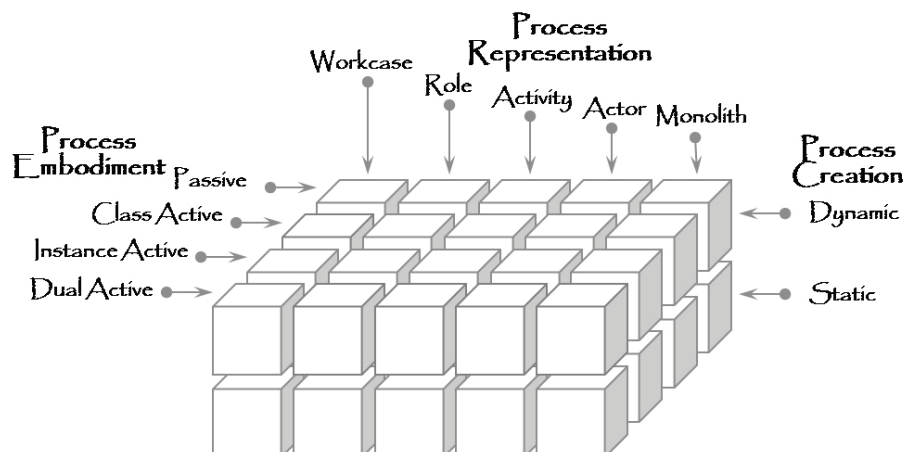 Process
Representation
Workcase
Role
Activity
Actor
Monolith
Process
Embodiment
Passive
Class Active
Instance Active
Dual Active
Process
Creation
Dynamic
Static